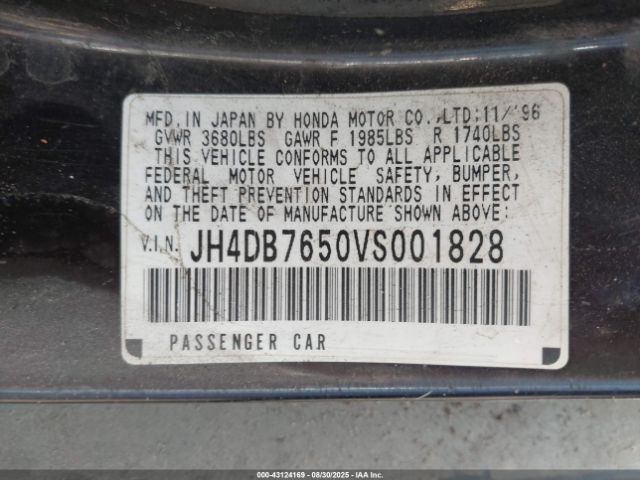 MFD. IN JAPAN BY HONDA MOTOR CO.,LTD;11/'96
GVWR 3680LBS GAWR F 1985LBS R 1740LBS
THIS VEHICLE CONFORMS TO ALL APPLICABLE
FEDERAL MOTOR VEHICLE SAFETY, BUMPER,
AND THEFT PREVENTION STANDARDS IN EFFECT
ON THE DATE OF MANUFACTURE SHOWN ABOVE:
V.I.N. JH4DB7650VS001828
PASSENGER CAR
000-43124169 - 08/30/2025 - Copyright IAA, LLC